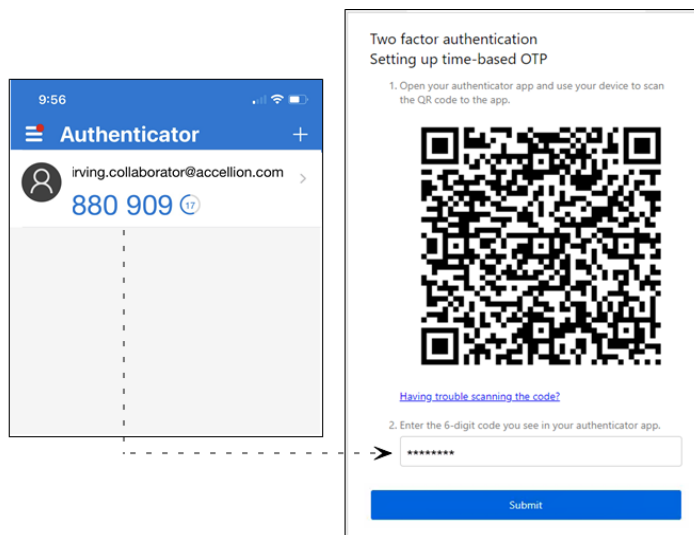 9:56
Authenticator
irving.collaborator@accellion.com
880 909 17
Two factor authentication
Setting up time-based OTP
1. Open your authenticator app and use your device to scan
the QR code to the app.
Having trouble scanning the code?
2. Enter the 6-digit code you see in your authenticator app.
********
Submit